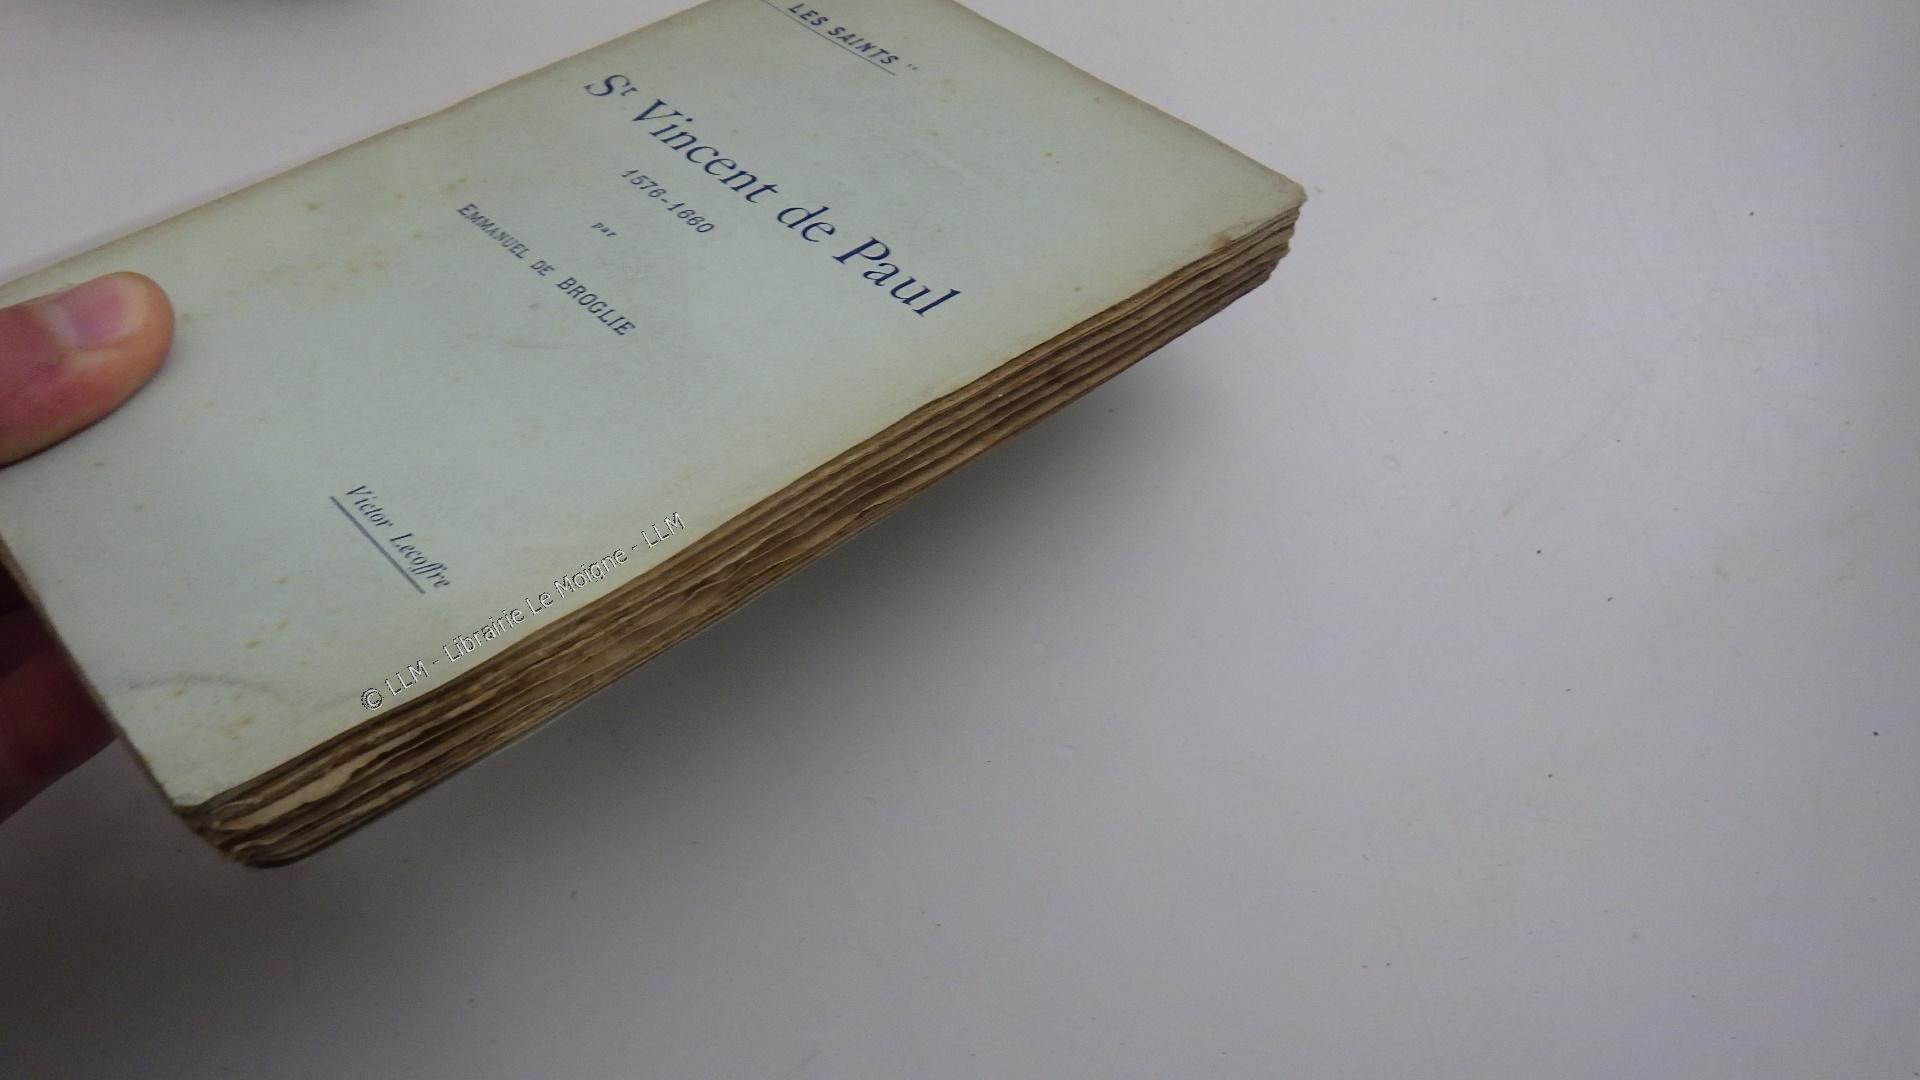 LES SAINTS "
St Vincent de Paul
1576-1660
par
EMMANUEL DE BROGLIE
Victor Lecoffre
© LLM - Librairie Le Moigne - LLM